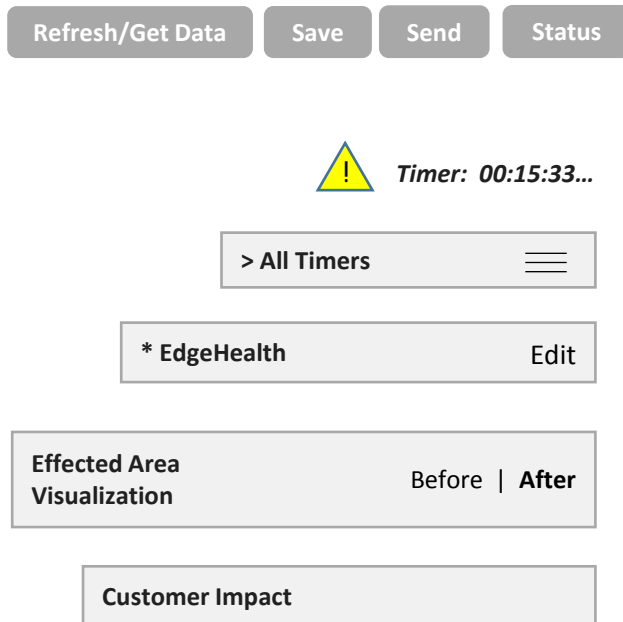 Refresh/Get Data Save Send Status
! Timer: 00:15:33…
> All Timers
* EdgeHealth Edit
Effected Area
Visualization
Before | After
Customer Impact